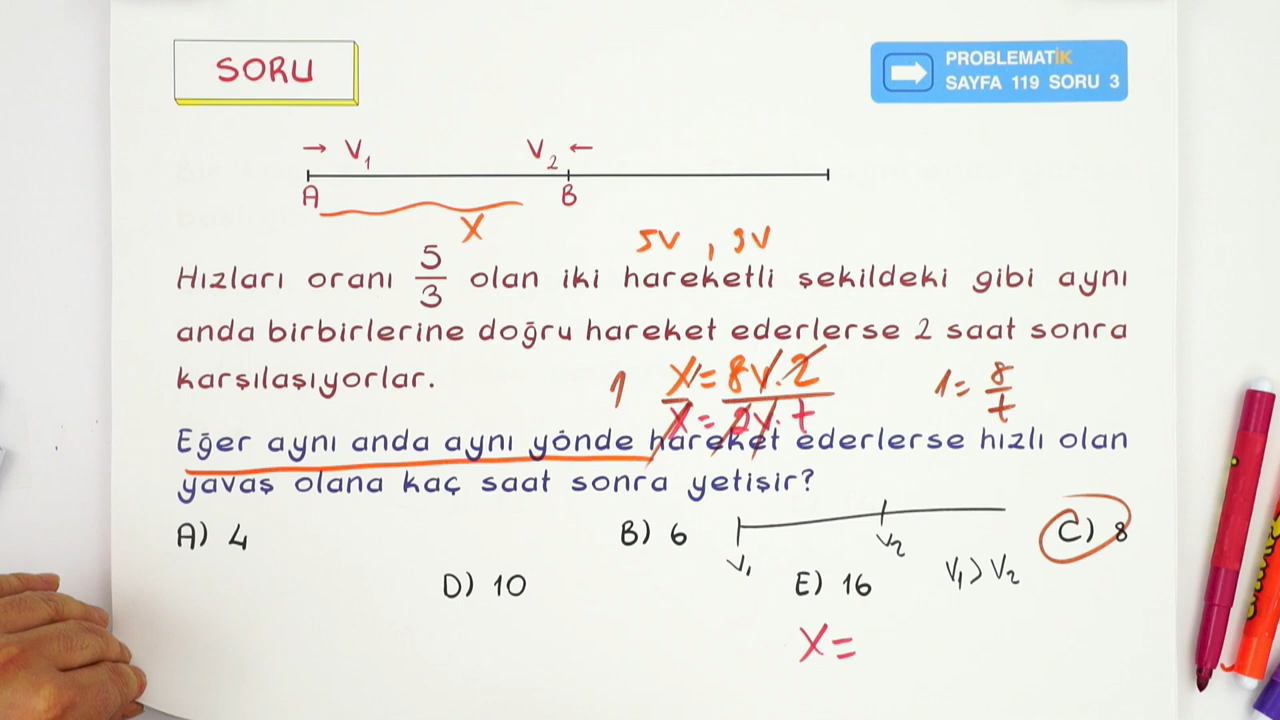 SORU
PROBLEMATİK
SAYFA 119 SORU 3
→ V₁ V₂ ←
A B
X
5V , 3V
Hızları oranı 5/3 olan iki hareketli şekildeki gibi aynı
anda birbirlerine doğru hareket ederlerse 2 saat sonra
karşılaşıyorlar.
1 X = 8V.2 1 = 8/t
X = 2V.t
Eğer aynı anda aynı yönde hareket ederlerse hızlı olan
yavaş olana kaç saat sonra yetişir?
A) 4 B) 6 C) 8
V₁ V₂ V₁ > V₂
D) 10 E) 16
X =